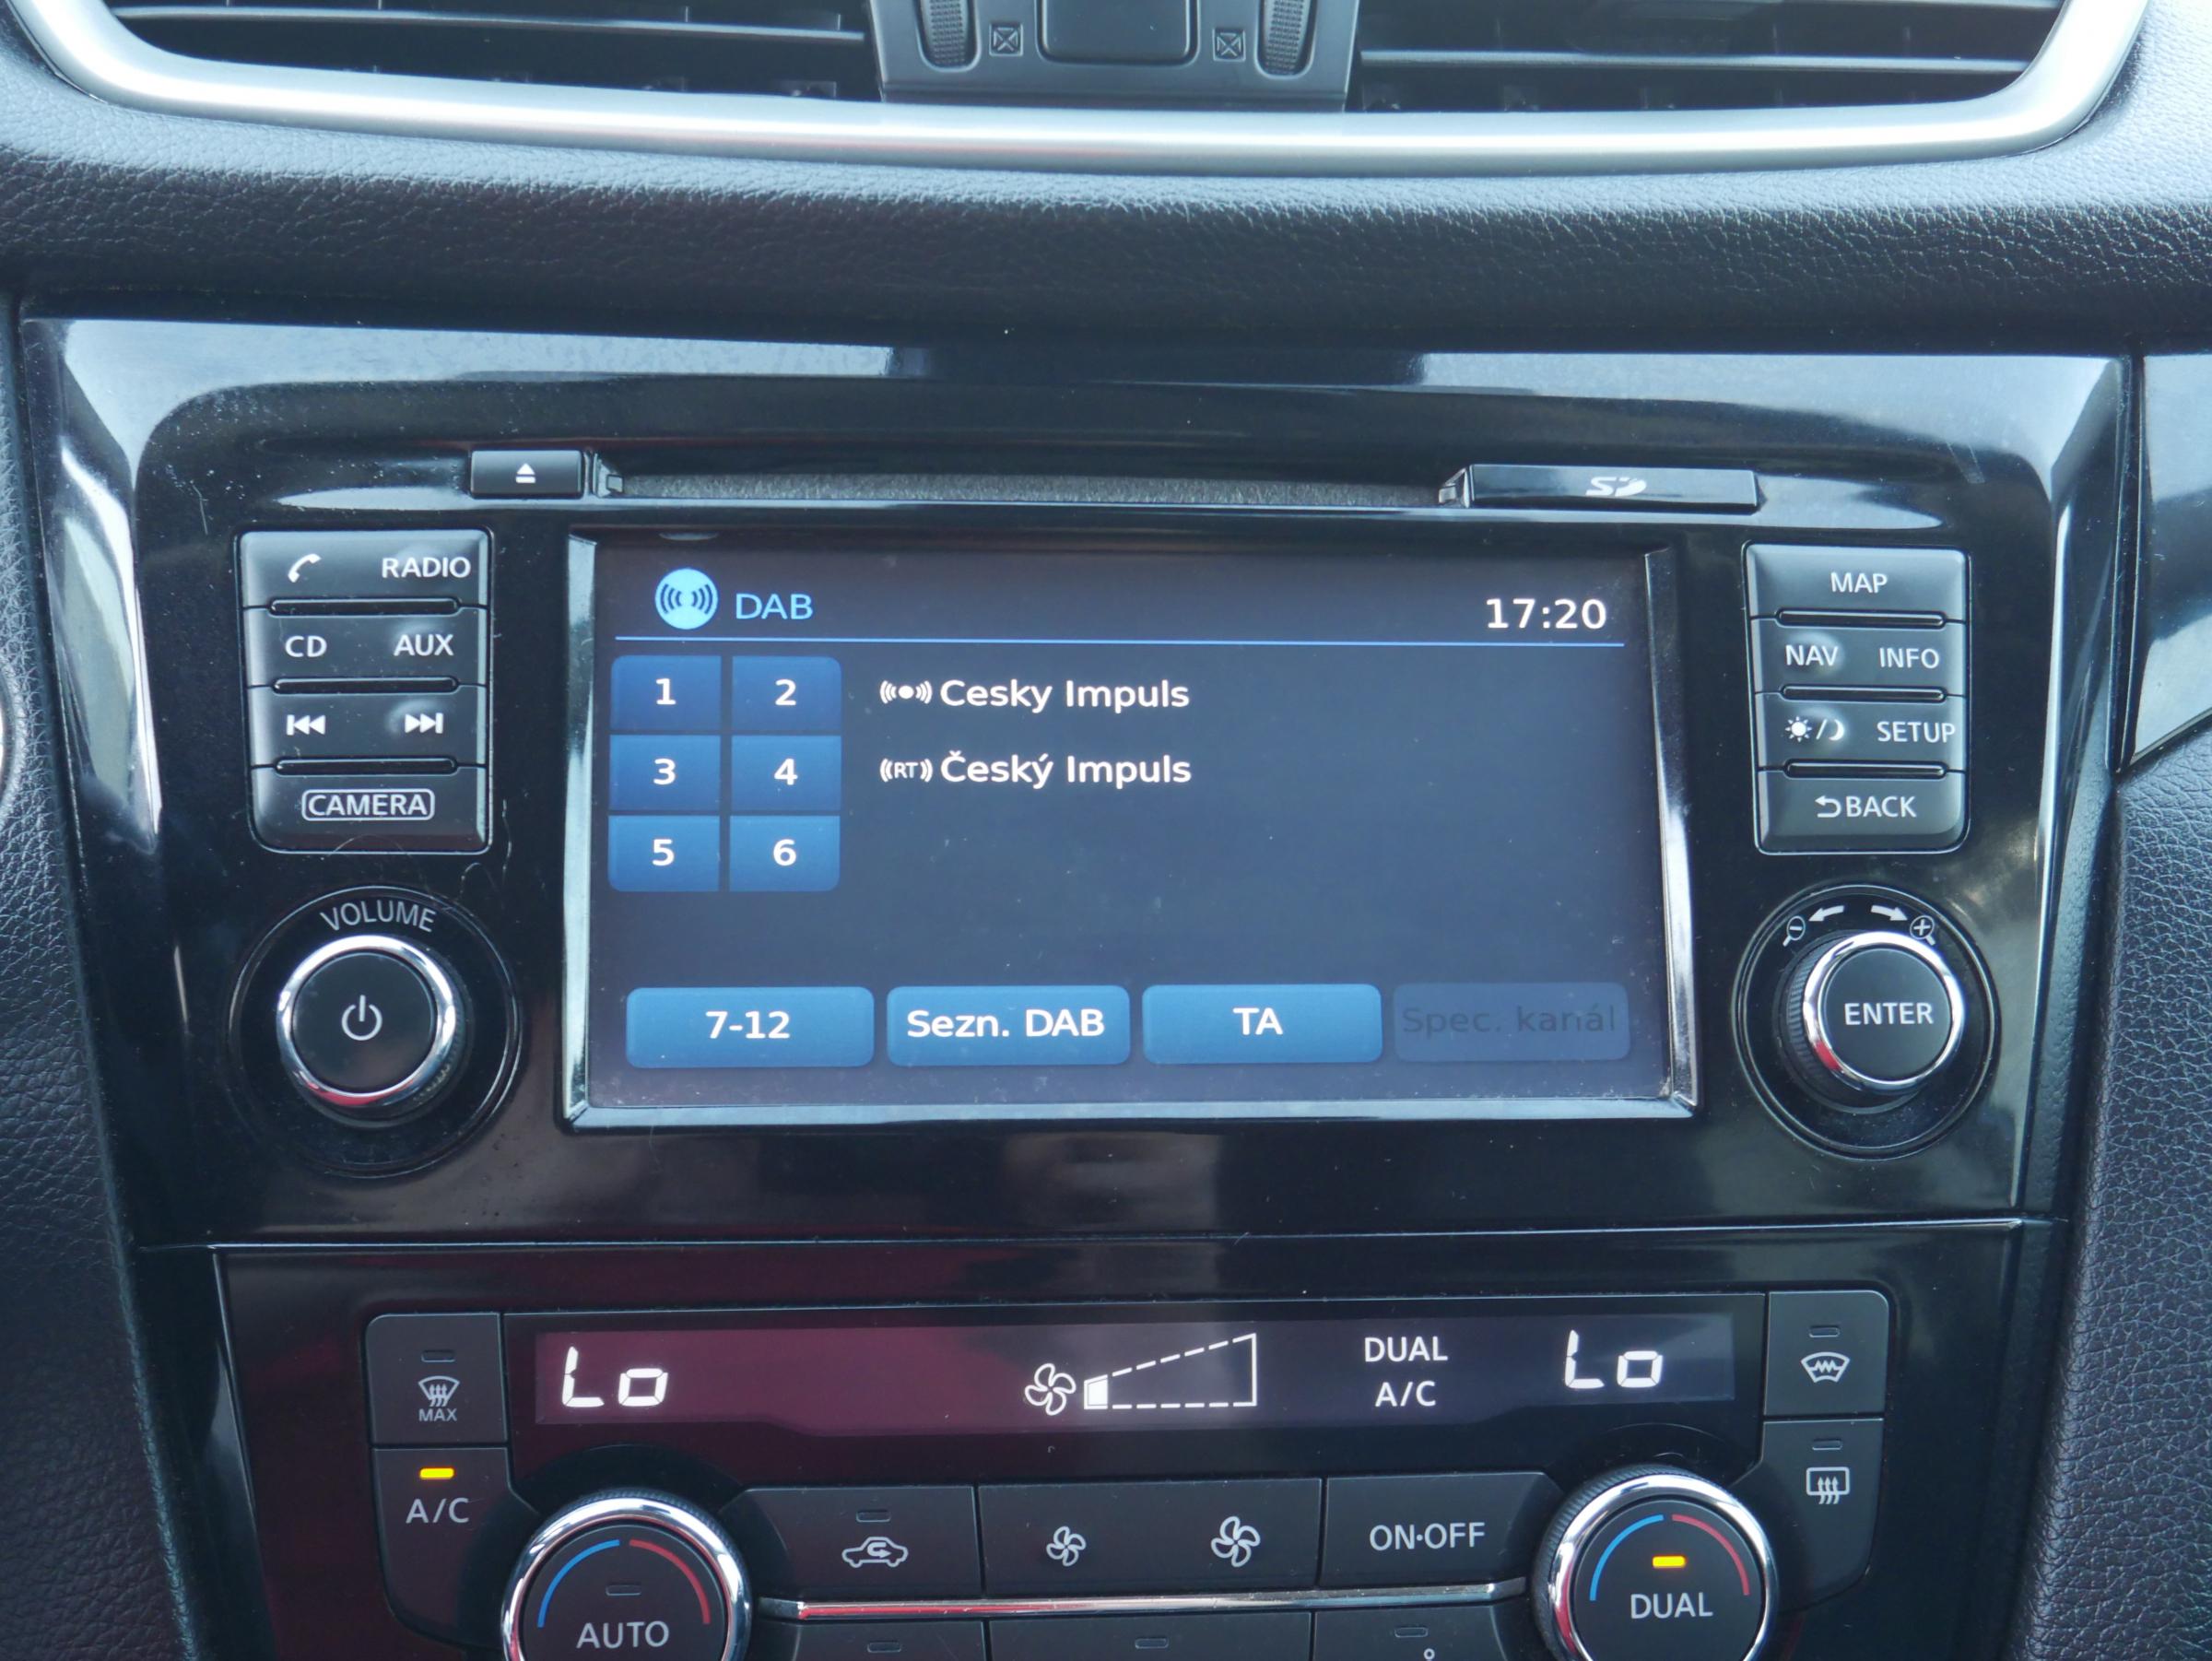 SD
RADIO
CD AUX
CAMERA
VOLUME
DAB 17:20
1 2 Cesky Impuls
3 4 RT Český Impuls
5 6
7-12 Sezn. DAB TA Spec. kanál
MAP
NAV INFO
SETUP
BACK
ENTER
MAX
Lo DUAL A/C Lo
A/C
AUTO
ON·OFF
DUAL